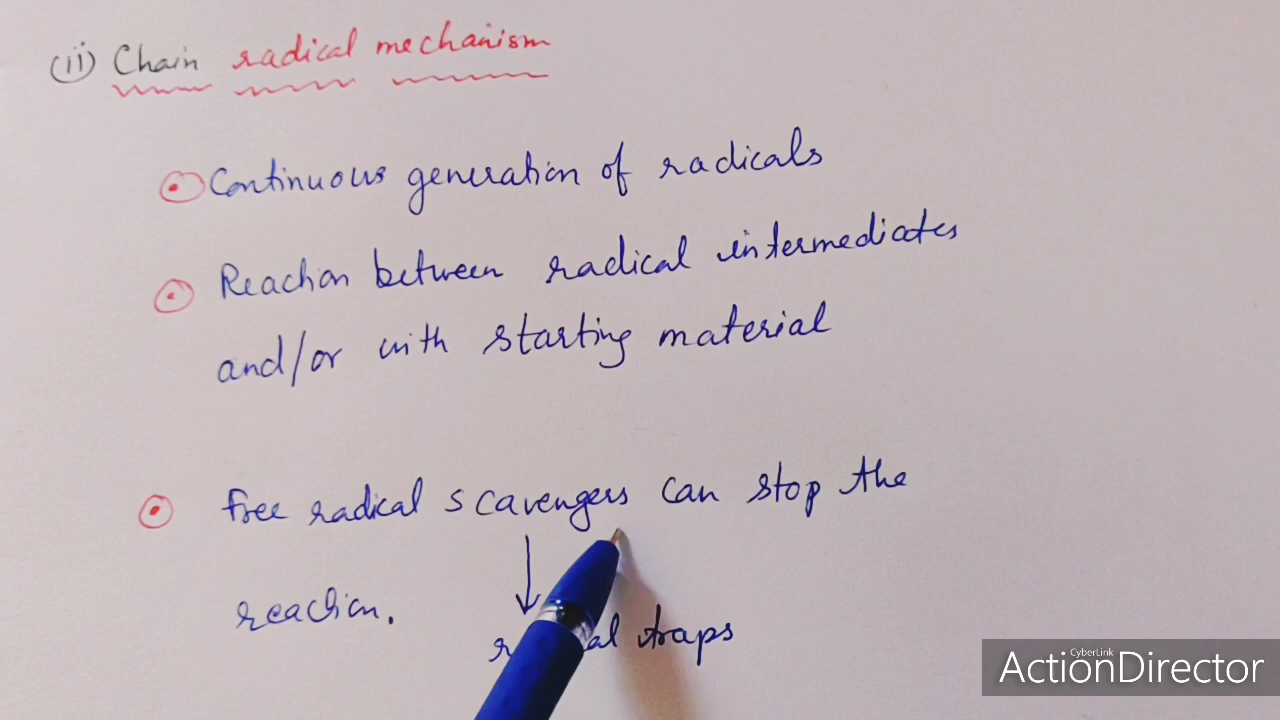 (ii) Chain radical mechanism
Continuous generation of radicals
Reaction between radical intermediates
and/or with starting material
free radical scavengers can stop the
reaction.
traps
CyberLink
ActionDirector